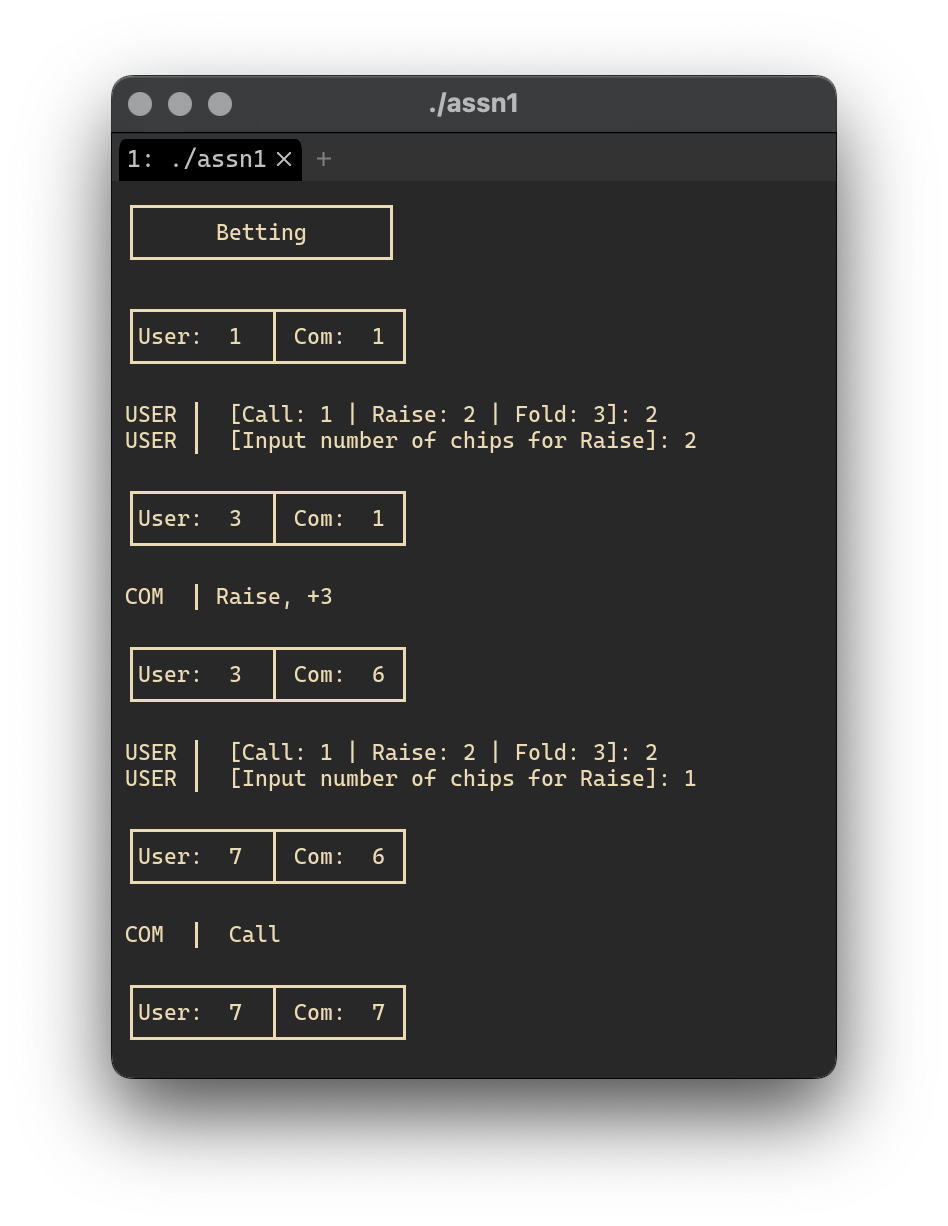 ./assn1
1: ./assn1 × +
Betting
User: 1 Com: 1
USER | [Call: 1 | Raise: 2 | Fold: 3]: 2
USER | [Input number of chips for Raise]: 2
User: 3 Com: 1
COM | Raise, +3
User: 3 Com: 6
USER | [Call: 1 | Raise: 2 | Fold: 3]: 2
USER | [Input number of chips for Raise]: 1
User: 7 Com: 6
COM | Call
User: 7 Com: 7